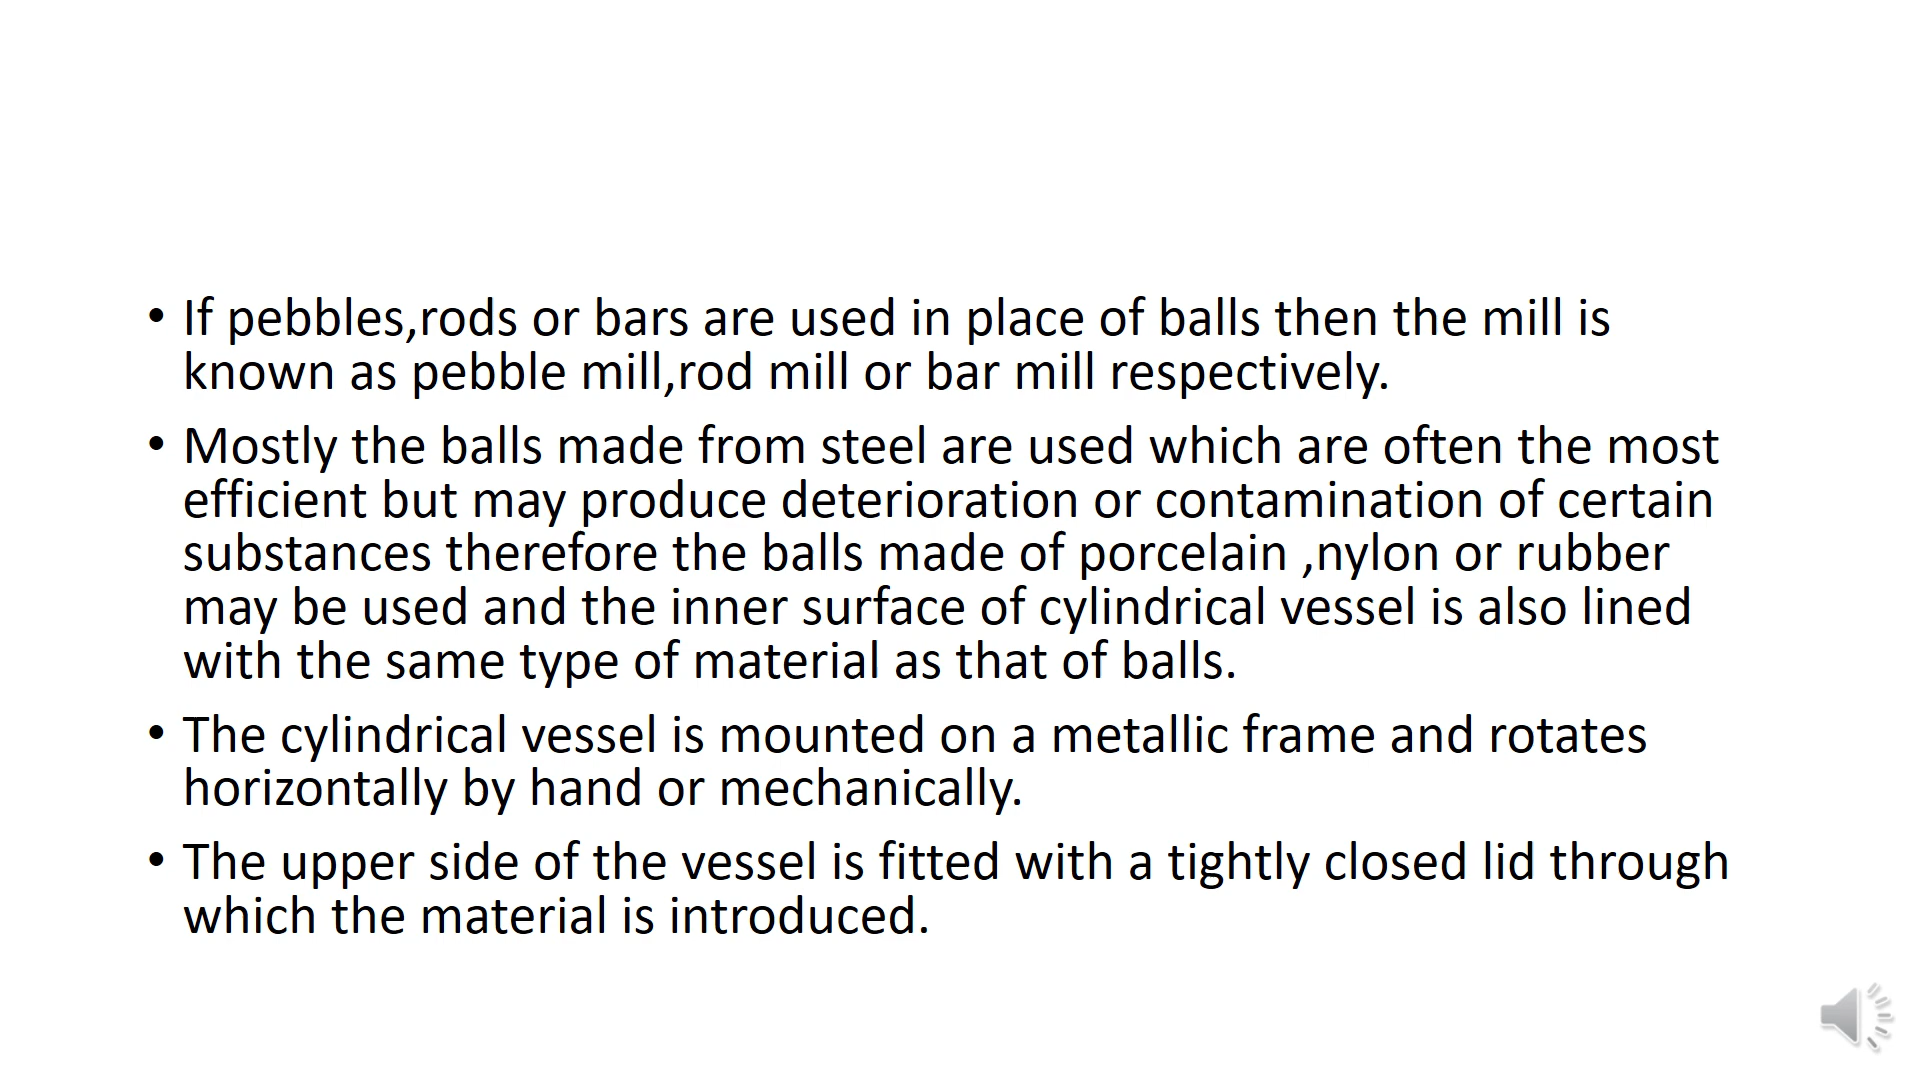 • If pebbles,rods or bars are used in place of balls then the mill is
known as pebble mill,rod mill or bar mill respectively.
• Mostly the balls made from steel are used which are often the most
efficient but may produce deterioration or contamination of certain
substances therefore the balls made of porcelain ,nylon or rubber
may be used and the inner surface of cylindrical vessel is also lined
with the same type of material as that of balls.
• The cylindrical vessel is mounted on a metallic frame and rotates
horizontally by hand or mechanically.
• The upper side of the vessel is fitted with a tightly closed lid through
which the material is introduced.